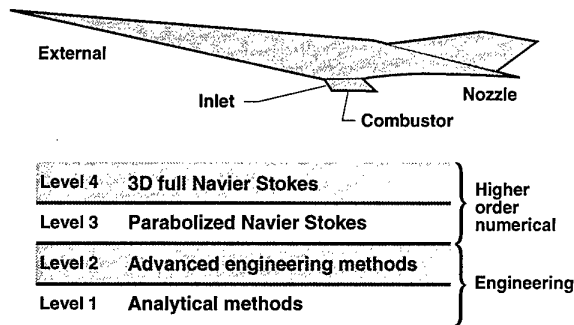 External
Inlet
Nozzle
Combustor
Level 4 3D full Navier Stokes
Level 3 Parabolized Navier Stokes
Level 2 Advanced engineering methods
Level 1 Analytical methods
Higher
order
numerical
Engineering